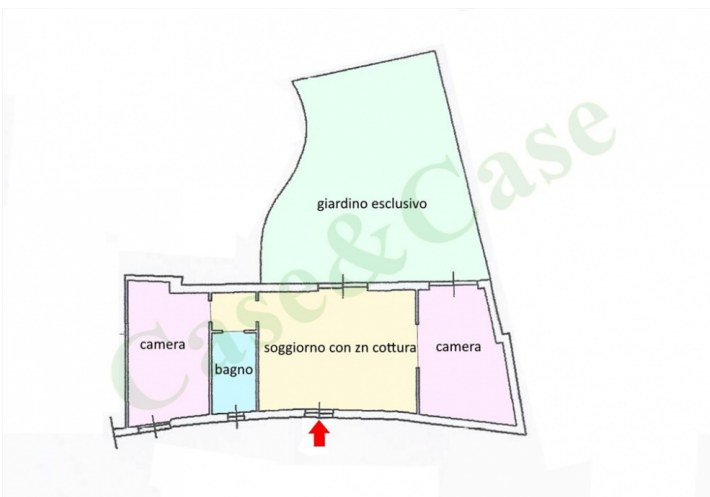 giardino esclusivo
camera
bagno
soggiorno con zn cottura
camera
Case&Case